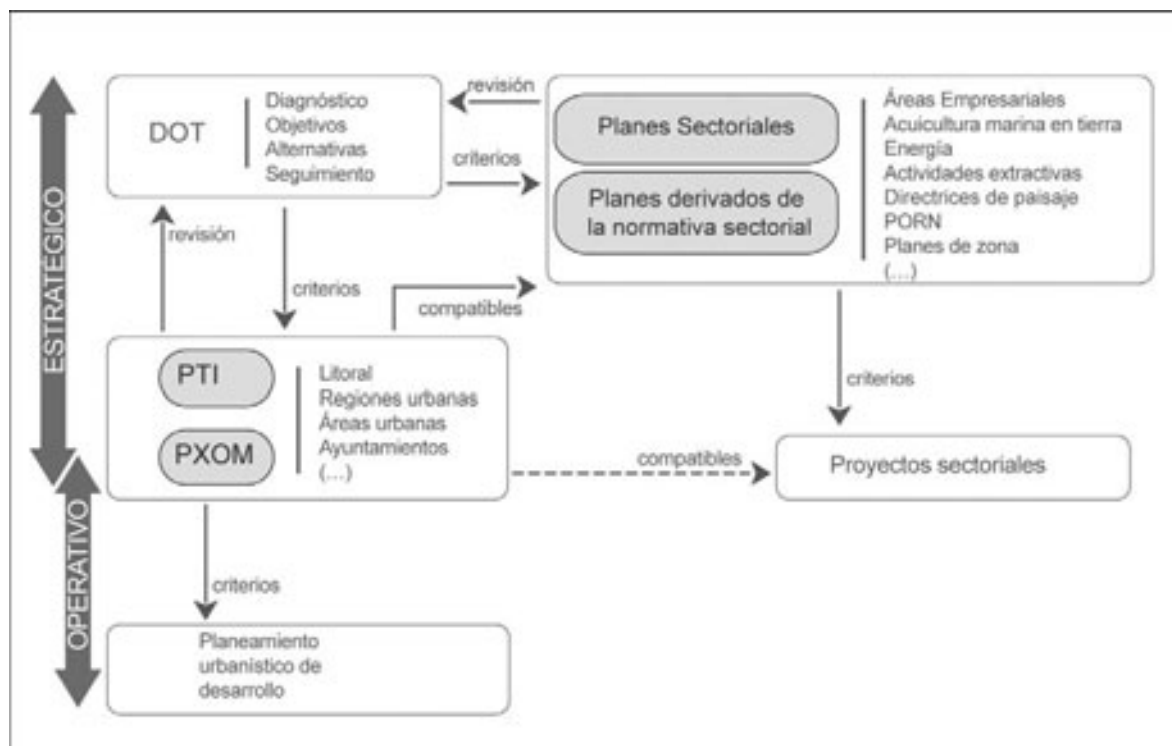 ESTRATÉGICO
OPERATIVO
DOT
Diagnóstico
Objetivos
Alternativas
Seguimiento
revisión
criterios
Planes Sectoriales
Planes derivados de
la normativa sectorial
Áreas Empresariales
Acuicultura marina en tierra
Energía
Actividades extractivas
Directrices de paisaje
PORN
Planes de zona
(...)
revisión
criterios
compatibles
PTI
PXOM
Litoral
Regiones urbanas
Áreas urbanas
Ayuntamientos
(...)
criterios
compatibles
Proyectos sectoriales
criterios
Planeamiento
urbanístico de
desarrollo